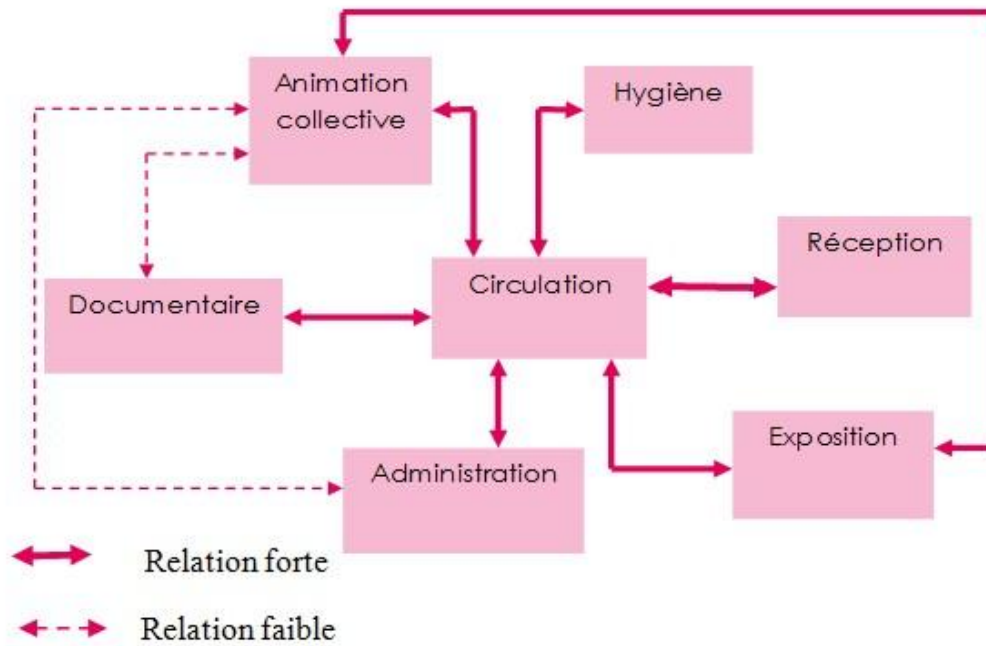 Animation
collective
Hygiène
Réception
Circulation
Documentaire
Exposition
Administration
Relation forte
Relation faible